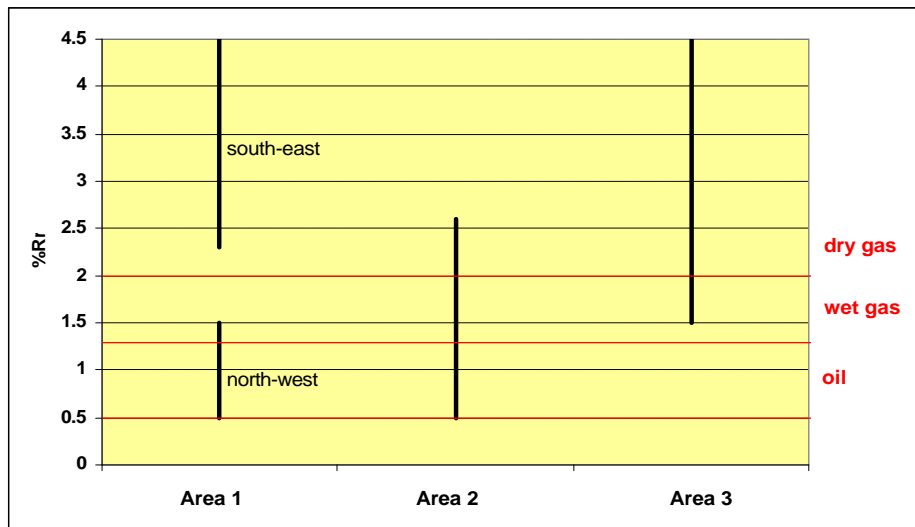 4.5
4
3.5
south-east
3
2.5
%Rr
dry gas
2
wet gas
1.5
north-west
oil
1
0.5
0
Area 1 Area 2 Area 3